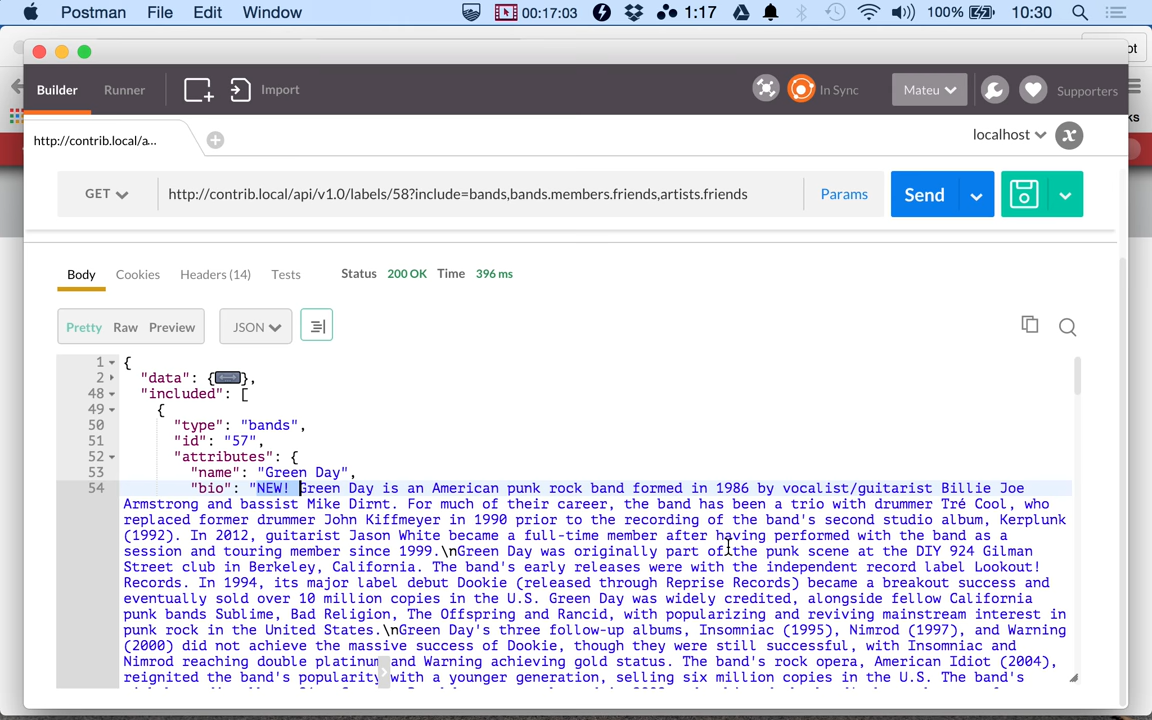 Postman File Edit Window 00:17:03 1:17 100% 10:30
ot
Builder Runner Import In Sync Mateu Supporters
ks
http://contrib.local/a... localhost x
GET http://contrib.local/api/v1.0/labels/58?include=bands,bands.members.friends,artists.friends Params Send
Body Cookies Headers (14) Tests Status 200 OK Time 396 ms
Pretty Raw Preview JSON
1 {
2 "data": {},
48 "included": [
49 {
50 "type": "bands",
51 "id": "57",
52 "attributes": {
53 "name": "Green Day",
54 "bio": "NEW! Green Day is an American punk rock band formed in 1986 by vocalist/guitarist Billie Joe
Armstrong and bassist Mike Dirnt. For much of their career, the band has been a trio with drummer Tré Cool, who
replaced former drummer John Kiffmeyer in 1990 prior to the recording of the band's second studio album, Kerplunk
(1992). In 2012, guitarist Jason White became a full-time member after having performed with the band as a
session and touring member since 1999.\nGreen Day was originally part of the punk scene at the DIY 924 Gilman
Street club in Berkeley, California. The band's early releases were with the independent record label Lookout!
Records. In 1994, its major label debut Dookie (released through Reprise Records) became a breakout success and
eventually sold over 10 million copies in the U.S. Green Day was widely credited, alongside fellow California
punk bands Sublime, Bad Religion, The Offspring and Rancid, with popularizing and reviving mainstream interest in
punk rock in the United States.\nGreen Day's three follow-up albums, Insomniac (1995), Nimrod (1997), and Warning
(2000) did not achieve the massive success of Dookie, though they were still successful, with Insomniac and
Nimrod reaching double platinum and Warning achieving gold status. The band's rock opera, American Idiot (2004),
reignited the band's popularity with a younger generation, selling six million copies in the U.S. The band's